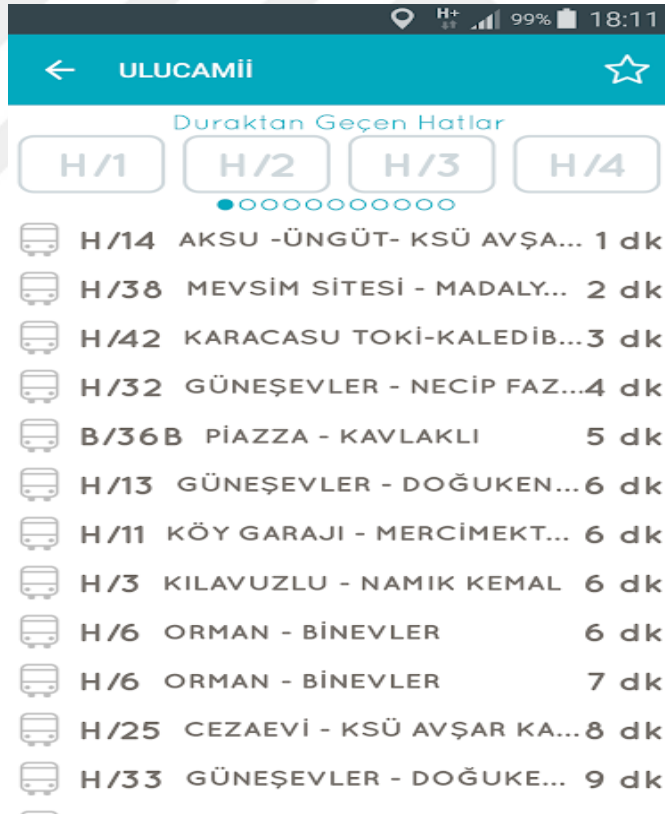 H+ 99% 18:11
ULUCAMİİ
Duraktan Geçen Hatlar
H/1 H/2 H/3 H/4
H/14 AKSU -ÜNGÜT- KSÜ AVŞA... 1 dk
H/38 MEVSİM SİTESİ - MADALY... 2 dk
H/42 KARACASU TOKİ-KALEDİB...3 dk
H/32 GÜNEŞEVLER - NECİP FAZ...4 dk
B/36B PİAZZA - KAVLAKLI 5 dk
H/13 GÜNEŞEVLER - DOĞUKEN...6 dk
H/11 KÖY GARAJI - MERCİMEKT... 6 dk
H/3 KILAVUZLU - NAMIK KEMAL 6 dk
H/6 ORMAN - BİNEVLER 6 dk
H/6 ORMAN - BİNEVLER 7 dk
H/25 CEZAEVİ - KSÜ AVŞAR KA...8 dk
H/33 GÜNEŞEVLER - DOĞUKE... 9 dk